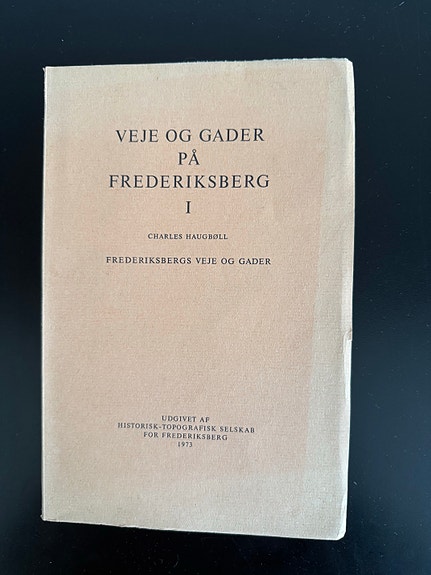 VEJE OG GADER
PÅ
FREDERIKSBERG
I
CHARLES HAUGBØLL
FREDERIKSBERGS VEJE OG GADER
UDGIVET AF
HISTORISK-TOPOGRAFISK SELSKAB
FOR FREDERIKSBERG
1973